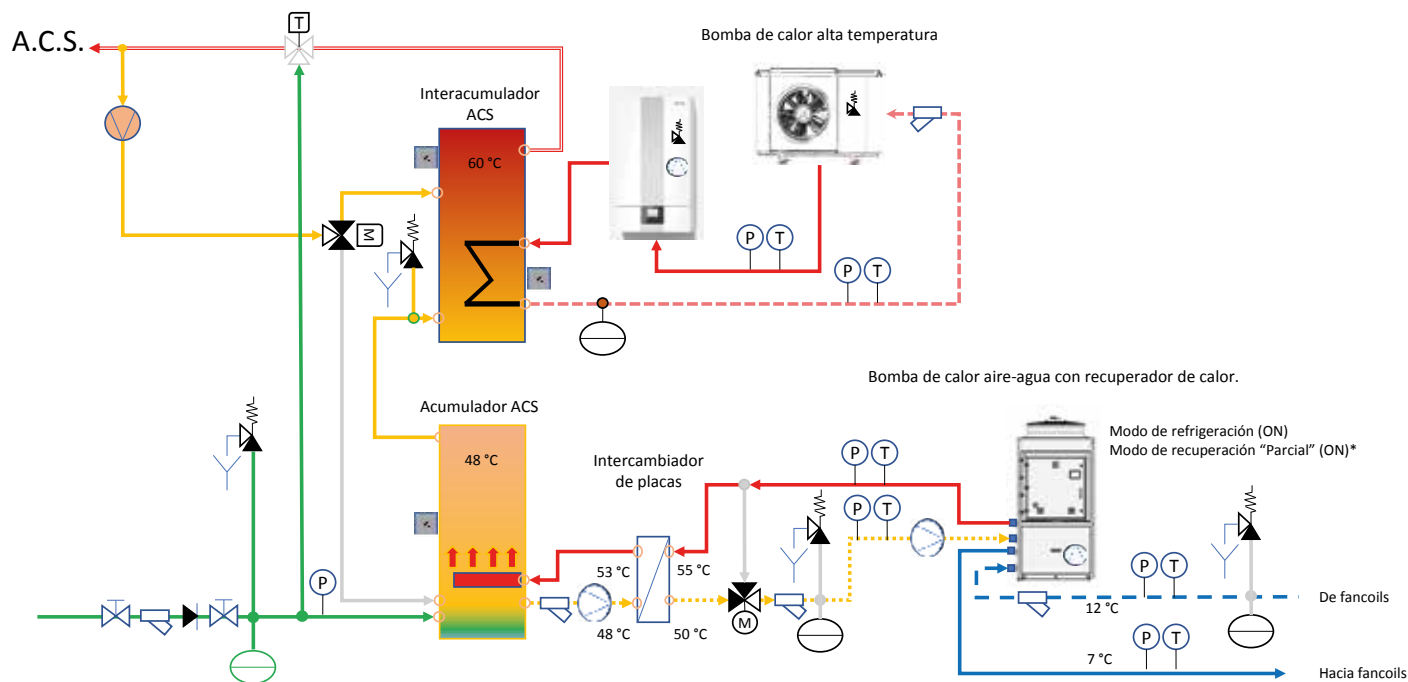 T
A.C.S.
Bomba de calor alta temperatura
Interacumulador
ACS
60 °C
M
P T
P T
Bomba de calor aire-agua con recuperador de calor.
Acumulador ACS
48 °C
Modo de refrigeración (ON)
Modo de recuperación “Parcial” (ON)*
Intercambiador
de placas
P T
P T
53 °C
55 °C
P
P T
48 °C
50 °C
M
12 °C
De fancoils
P T
7 °C
Hacia fancoils